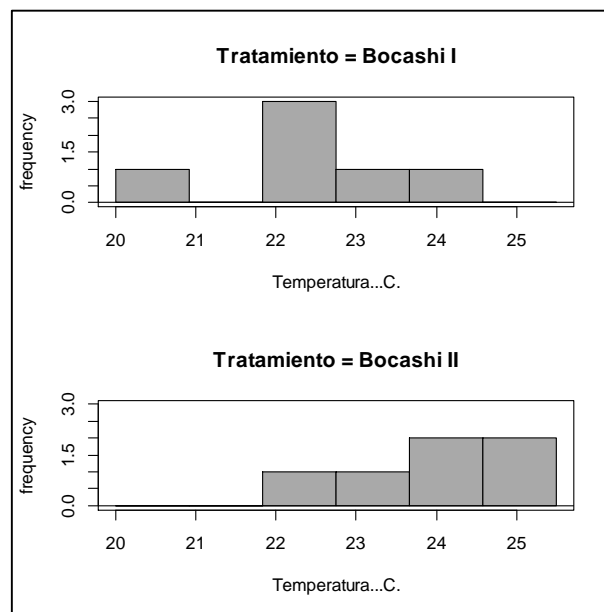 Tratamiento = Bocashi I
frequency
3.0
1.5
0.0
20 21 22 23 24 25
Temperatura...C.
Tratamiento = Bocashi II
frequency
3.0
1.5
0.0
20 21 22 23 24 25
Temperatura...C.